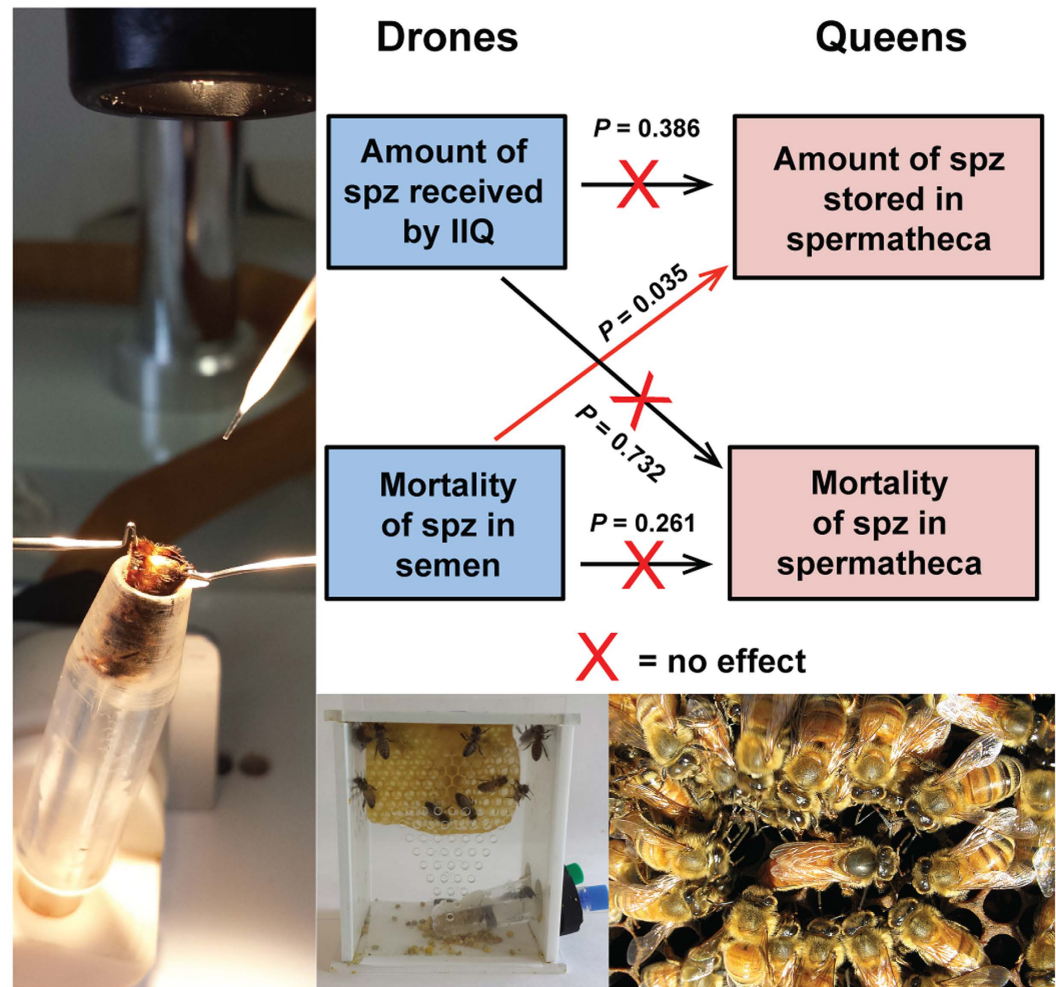 Drones
Queens
Amount of
spz received
by IIQ
P = 0.386
X
Amount of spz
stored in
spermatheca
P = 0.035
X
P = 0.732
Mortality
of spz in
semen
P = 0.261
X
Mortality
of spz in
spermatheca
X = no effect